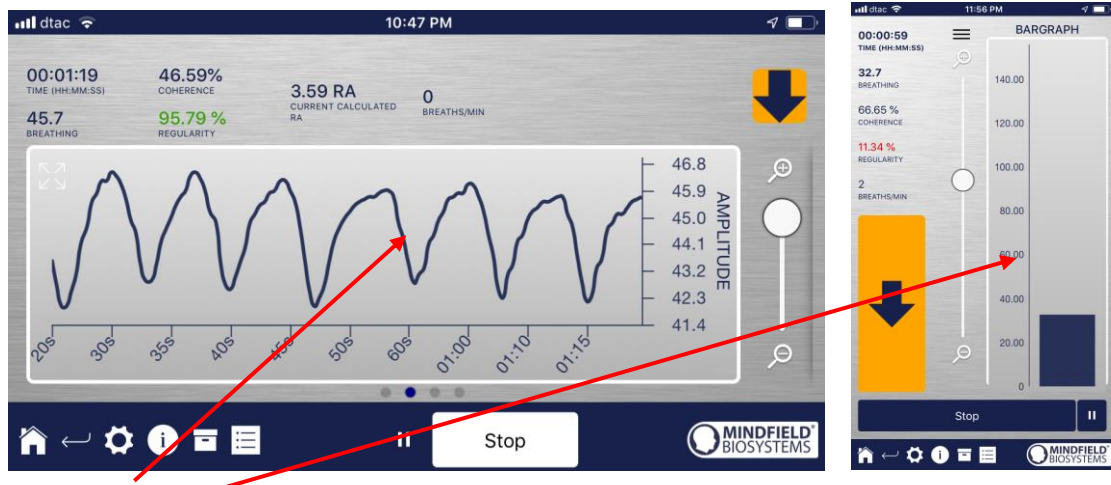 dtac
10:47 PM
00:01:19
TIME (HH:MM:SS)
46.59%
COHERENCE
3.59 RA
CURRENT CALCULATED
RA
0
BREATHS/MIN
45.7
BREATHING
95.79 %
REGULARITY
46.8
45.9
45.0
44.1
43.2
42.3
41.4
AMPLITUDE
20s
30s
35s
40s
45s
50s
60s
01:00
01:10
01:15
Stop
MINDFIELD®
BIOSYSTEMS
dtac
11:56 PM
00:00:59
TIME (HH:MM:SS)
BARGRAPH
32.7
BREATHING
66.65 %
COHERENCE
11.34 %
REGULARITY
2
BREATHS/MIN
140.00
120.00
100.00
80.00
60.00
40.00
20.00
0
Stop
MINDFIELD®
BIOSYSTEMS